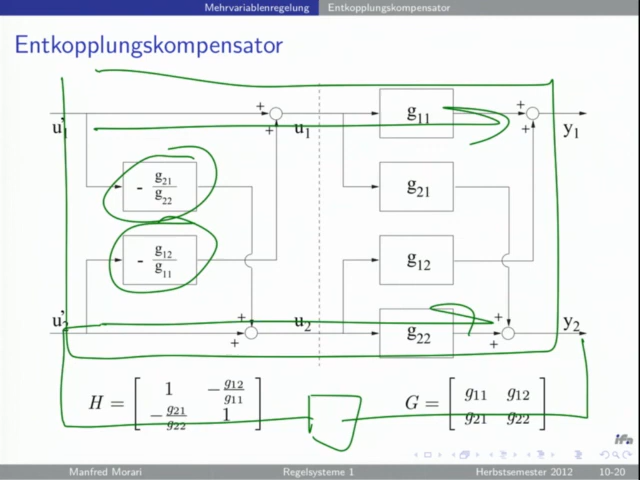 Mehrvariablenregelung Entkopplungskompensator
Entkopplungskompensator
u'1 + + u1 g11 + + y1
- g21/g22 g21
- g12/g11 g12
u'2 + + u2 g22 + + y2
H = [ 1 -g12/g11 ; -g21/g22 1 ] G = [ g11 g12 ; g21 g22 ]
ifa
Manfred Morari Regelsysteme 1 Herbstsemester 2012 10-20